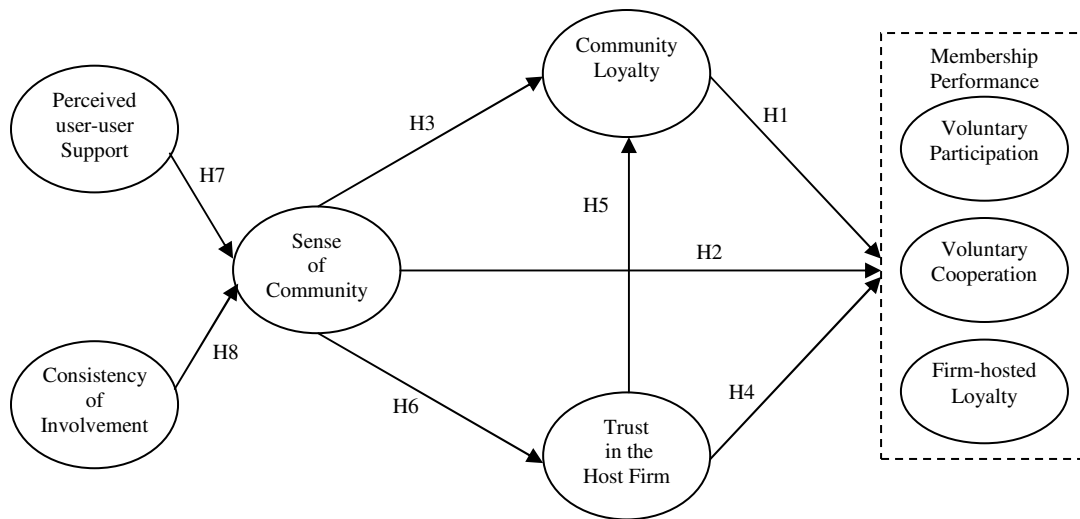 Perceived
user-user
Support
H7
Consistency
of
Involvement
H8
Sense
of
Community
H3
H6
Community
Loyalty
H5
H2
Trust
in the
Host Firm
H1
H4
Membership
Performance
Voluntary
Participation
Voluntary
Cooperation
Firm-hosted
Loyalty